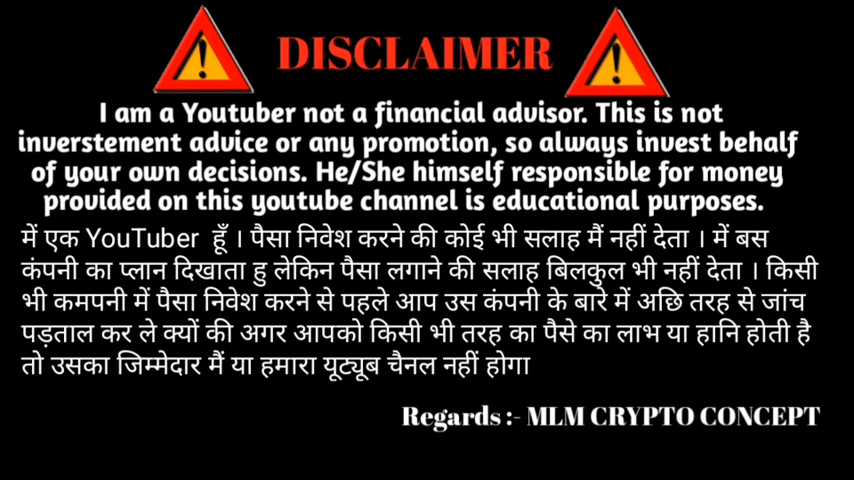 DISCLAIMER
I am a Youtuber not a financial advisor. This is not
inverstement advice or any promotion, so always invest behalf
of your own decisions. He/She himself responsible for money
provided on this youtube channel is educational purposes.
में एक YouTuber हूँ । पैसा निवेश करने की कोई भी सलाह मैं नहीं देता । में बस
कंपनी का प्लान दिखाता हु लेकिन पैसा लगाने की सलाह बिलकुल भी नहीं देता । किसी
भी कमपनी में पैसा निवेश करने से पहले आप उस कंपनी के बारे में अछि तरह से जांच
पड़ताल कर ले क्यों की अगर आपको किसी भी तरह का पैसे का लाभ या हानि होती है
तो उसका जिम्मेदार मैं या हमारा यूट्यूब चैनल नहीं होगा
Regards :- MLM CRYPTO CONCEPT